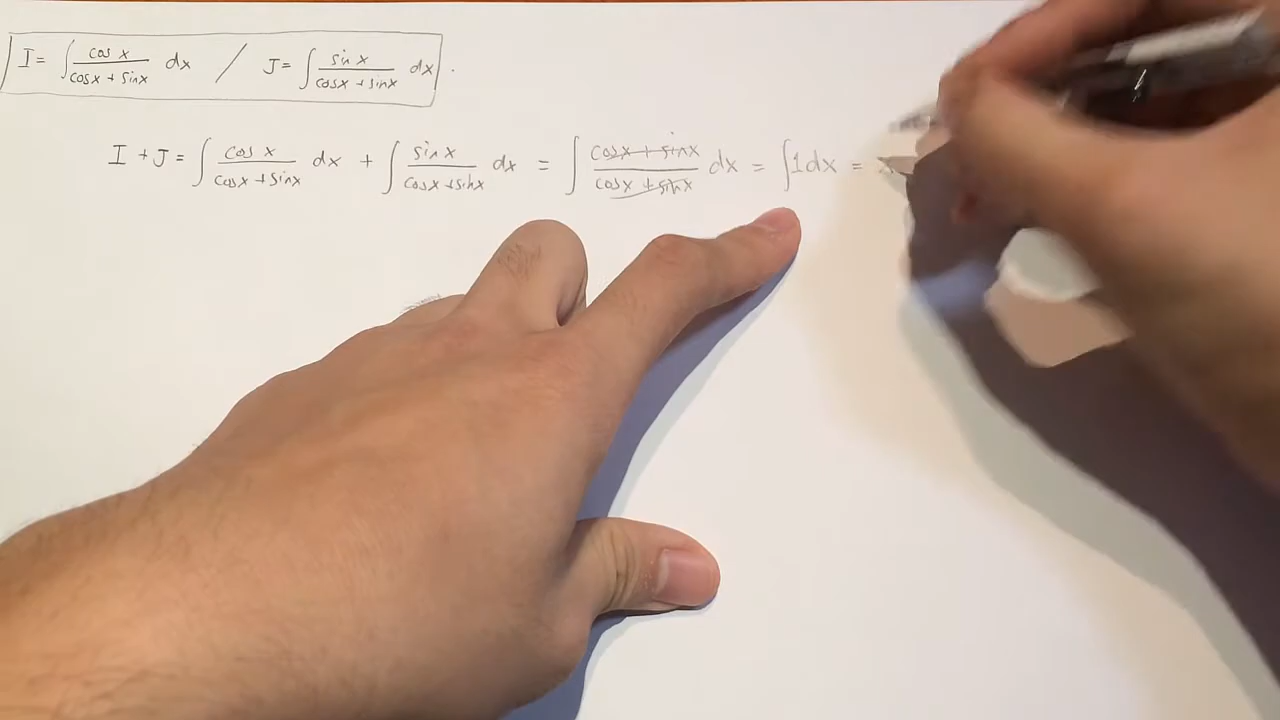 I = ∫ cos x / (cos x + sin x) dx / J = ∫ sin x / (cos x + sin x) dx .
I + J = ∫ cos x / (cos x + sin x) dx + ∫ sin x / (cos x + sin x) dx = ∫ (cos x + sin x) / (cos x + sin x) dx = ∫ 1 dx = x